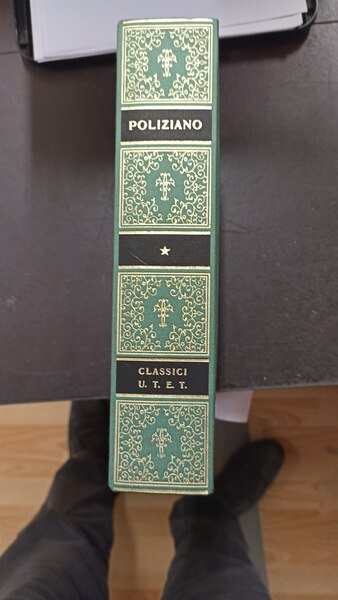 POLIZIANO
CLASSICI
U. T. E. T.